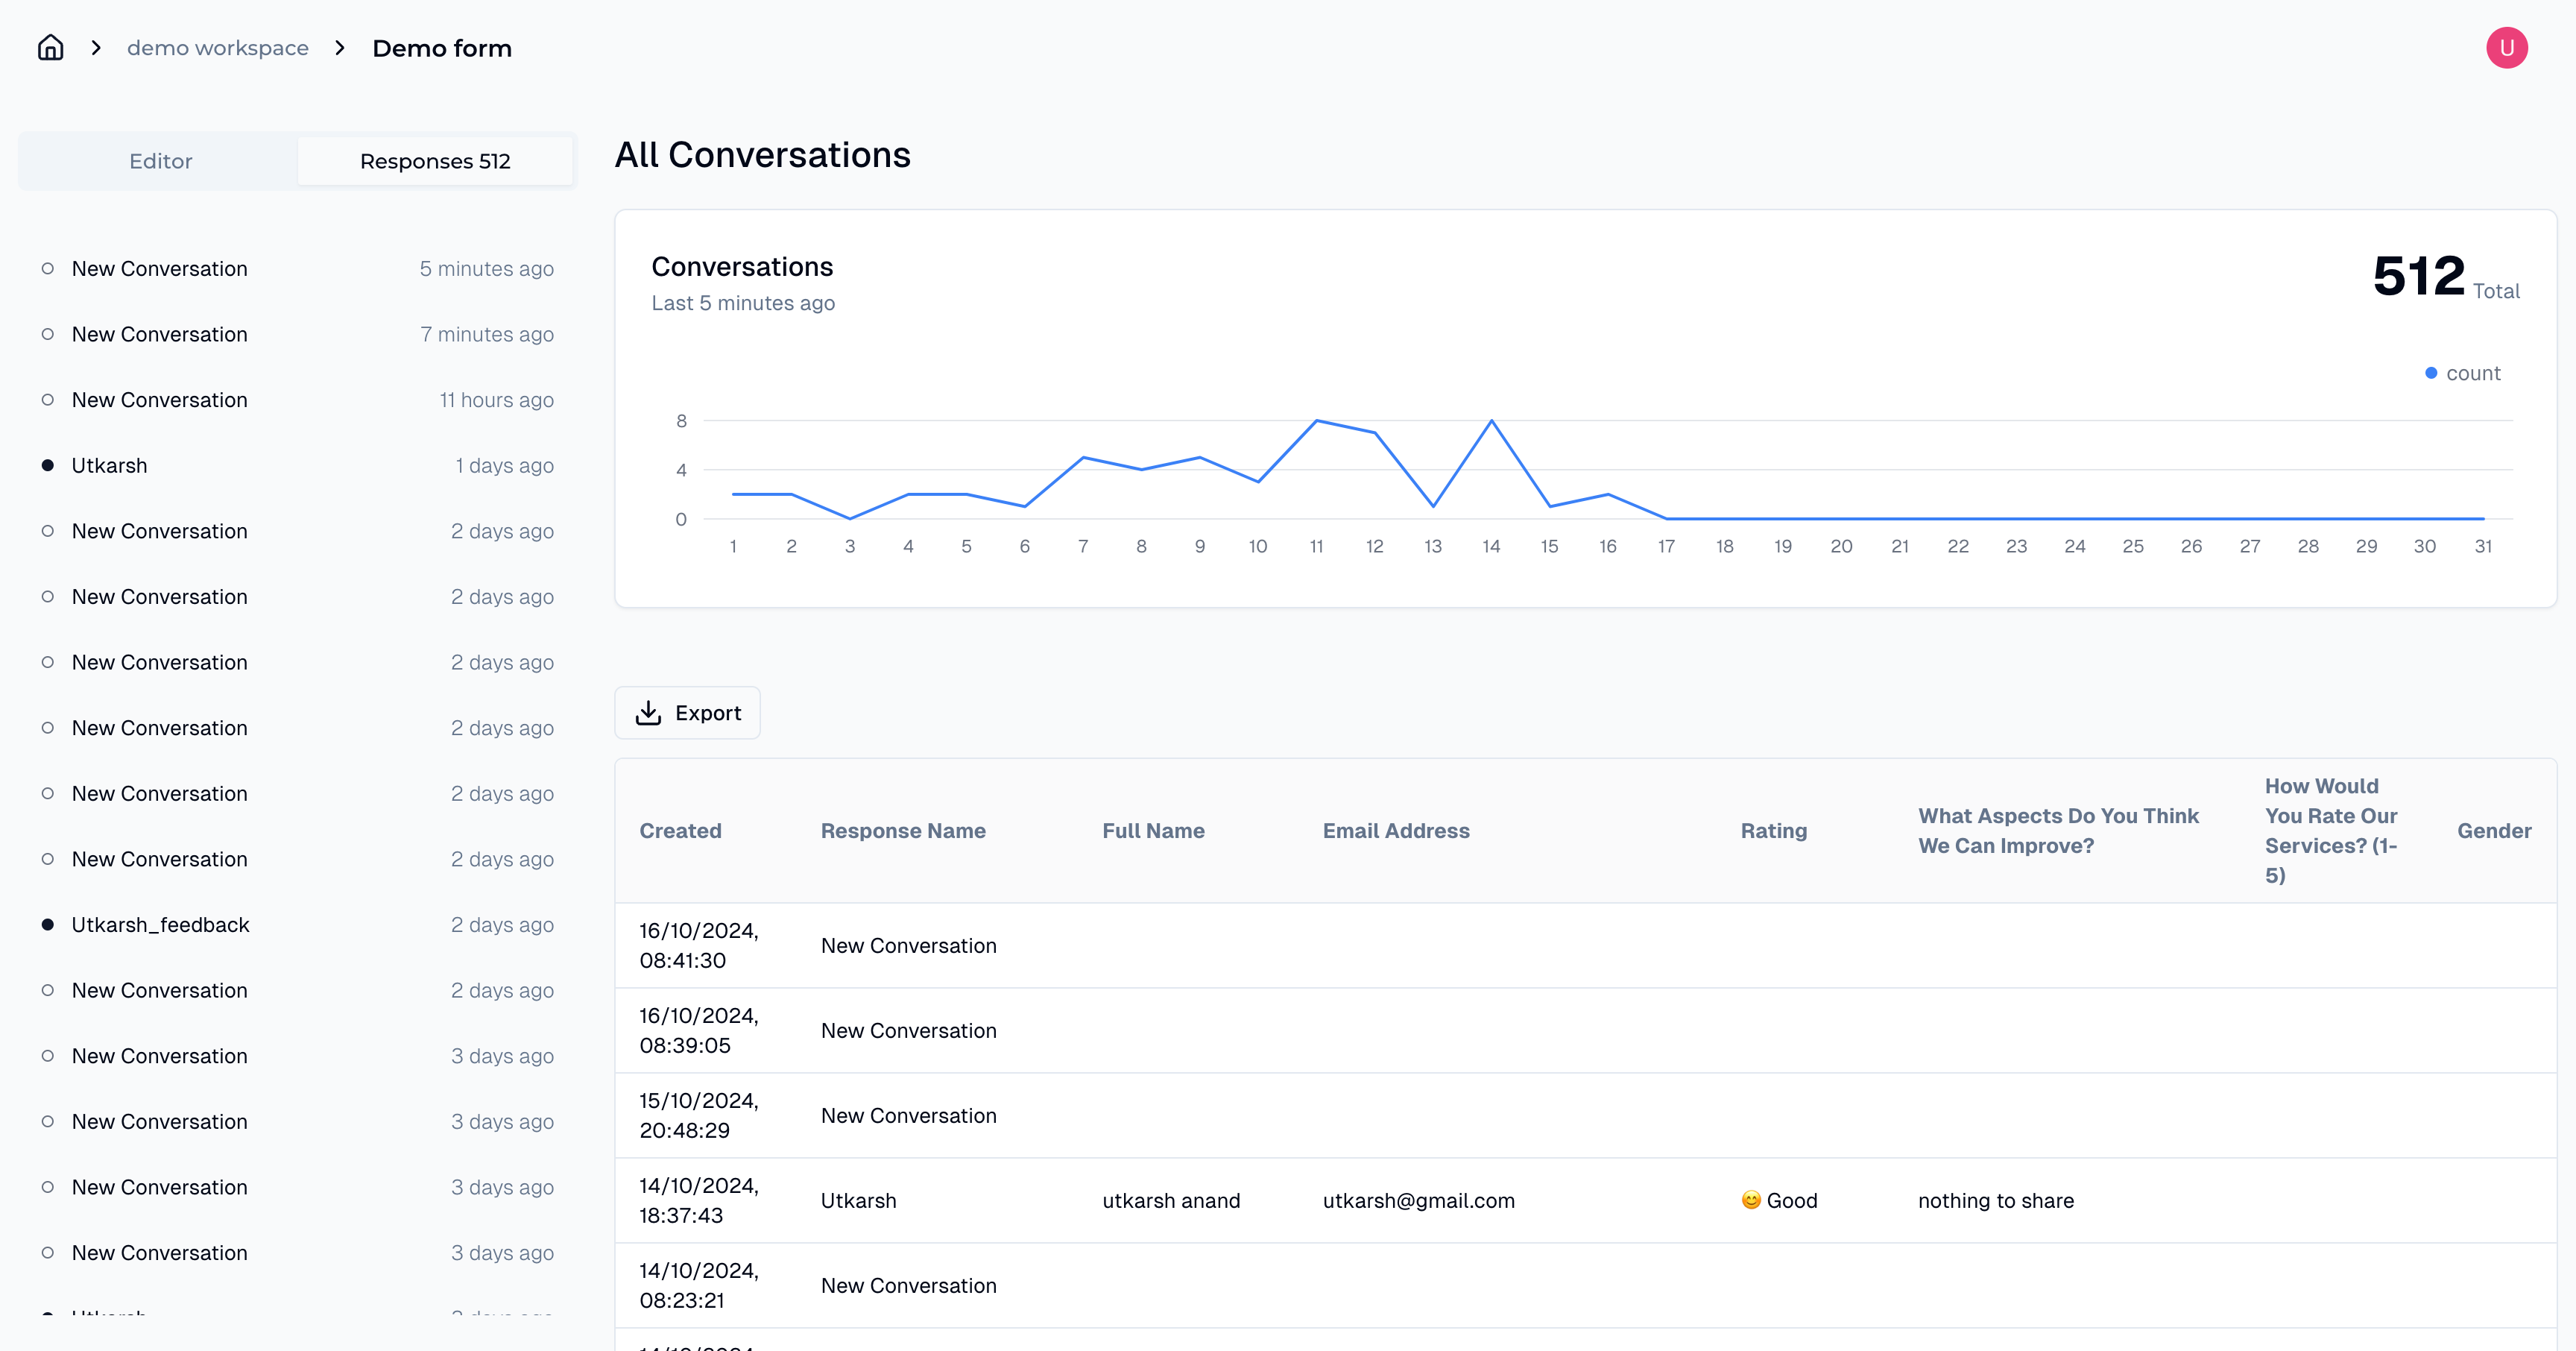 demo workspace
Demo form
U
Editor
Responses 512
New Conversation 5 minutes ago
New Conversation 7 minutes ago
New Conversation 11 hours ago
Utkarsh 1 days ago
New Conversation 2 days ago
New Conversation 2 days ago
New Conversation 2 days ago
New Conversation 2 days ago
New Conversation 2 days ago
New Conversation 2 days ago
Utkarsh_feedback 2 days ago
New Conversation 2 days ago
New Conversation 3 days ago
New Conversation 3 days ago
New Conversation 3 days ago
New Conversation 3 days ago
All Conversations
Conversations
Last 5 minutes ago
512 Total
count
8
4
0
1 2 3 4 5 6 7 8 9 10 11 12 13 14 15 16 17 18 19 20 21 22 23 24 25 26 27 28 29 30 31
Export
Created
Response Name
Full Name
Email Address
Rating
What Aspects Do You Think
We Can Improve?
How Would
You Rate Our
Services? (1-
5)
Gender
16/10/2024,
08:41:30
New Conversation
16/10/2024,
08:39:05
New Conversation
15/10/2024,
20:48:29
New Conversation
14/10/2024,
18:37:43
Utkarsh
utkarsh anand
utkarsh@gmail.com
😊 Good
nothing to share
14/10/2024,
08:23:21
New Conversation